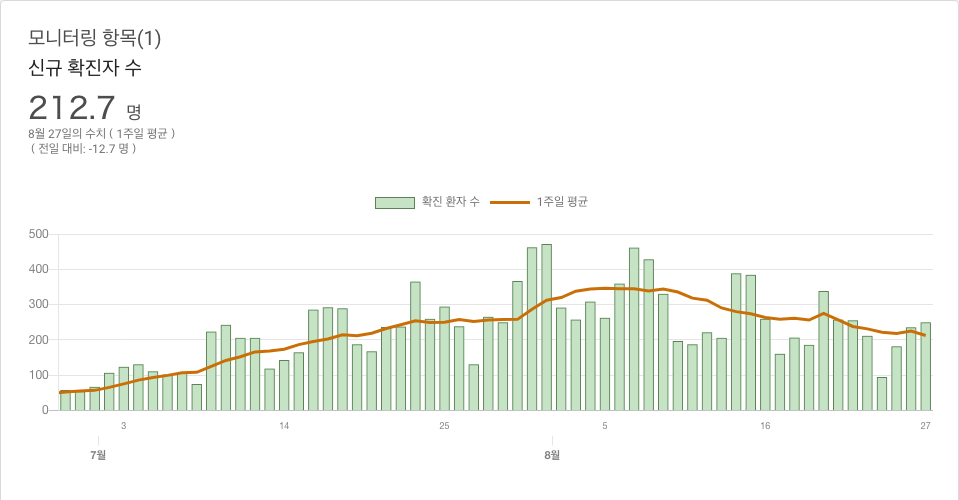 모니터링 항목(1)
신규 확진자 수
212.7 명
8월 27일의 수치 ( 1주일 평균 )
( 전일 대비: -12.7 명 )
확진 환자 수 1주일 평균
500
400
300
200
100
0
3 14 25 5 16 27
7월 8월